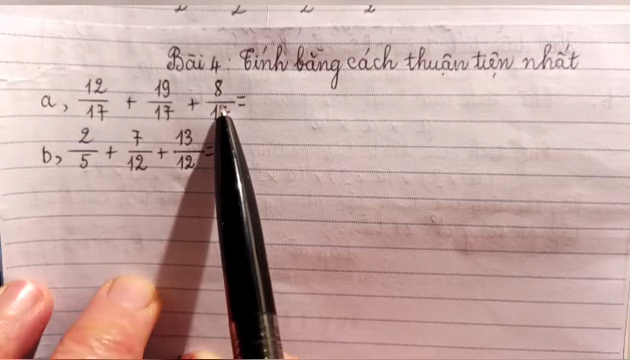 Bài 4: Tính bằng cách thuận tiện nhất
a, 12/17 + 19/17 + 8/17 =
b, 2/5 + 7/12 + 13/12 =